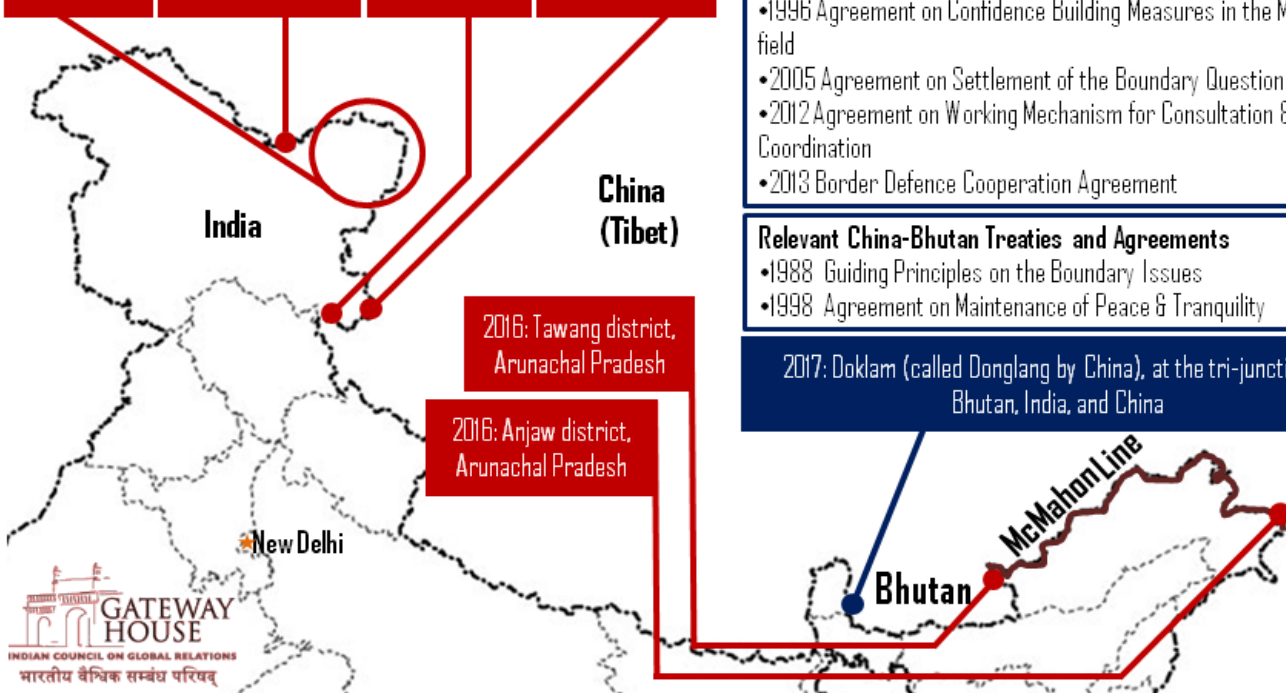 •1996 Agreement on Confidence Building Measures in the
field
•2005 Agreement on Settlement of the Boundary Question
•2012 Agreement on Working Mechanism for Consultation &
Coordination
•2013 Border Defence Cooperation Agreement
Relevant China-Bhutan Treaties and Agreements
•1988 Guiding Principles on the Boundary Issues
•1998 Agreement on Maintenance of Peace & Tranquility
2017: Doklam (called Donglang by China), at the
Bhutan, India, and China
China
(Tibet)
India
2016: Tawang district,
Arunachal Pradesh
2016: Anjaw district,
Arunachal Pradesh
McMahon Line
New Delhi
Bhutan
GATEWAY
HOUSE
INDIAN COUNCIL ON GLOBAL RELATIONS
भारतीय वैश्विक सम्बंध परिषद्